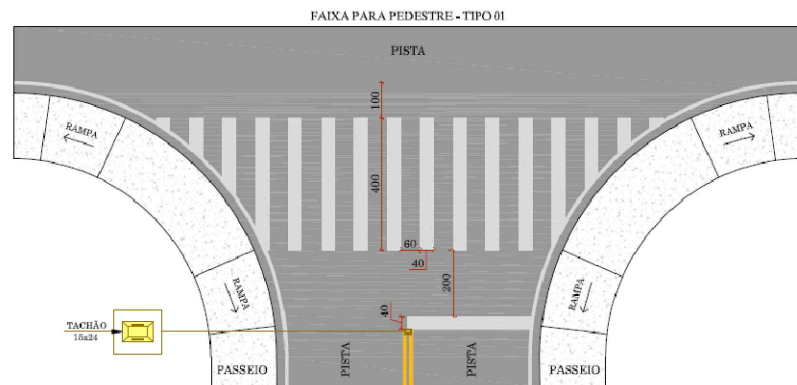 FAIXA PARA PEDESTRE - TIPO 01
PISTA
100
RAMPA
RAMPA
400
60
40
200
RAMPA
RAMPA
40
TACHÃO
15x24
PASSEIO
PISTA
PISTA
PASSEIO